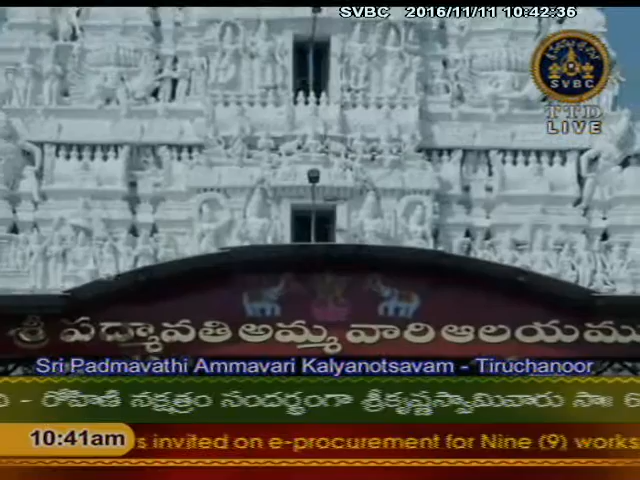 SVBC 2016/11/11 10:42:36
SVBC
SVBC
TTD
LIVE
శ్రీ పద్మావతి అమ్మవారి ఆలయము
Sri Padmavathi Ammavari Kalyanotsavam - Tiruchanoor
- రోహిణి నక్షత్రం సందర్భంగా శ్రీకృష్ణస్వామివారు సా॥
10:41am
s invited on e-procurement for Nine (9) works